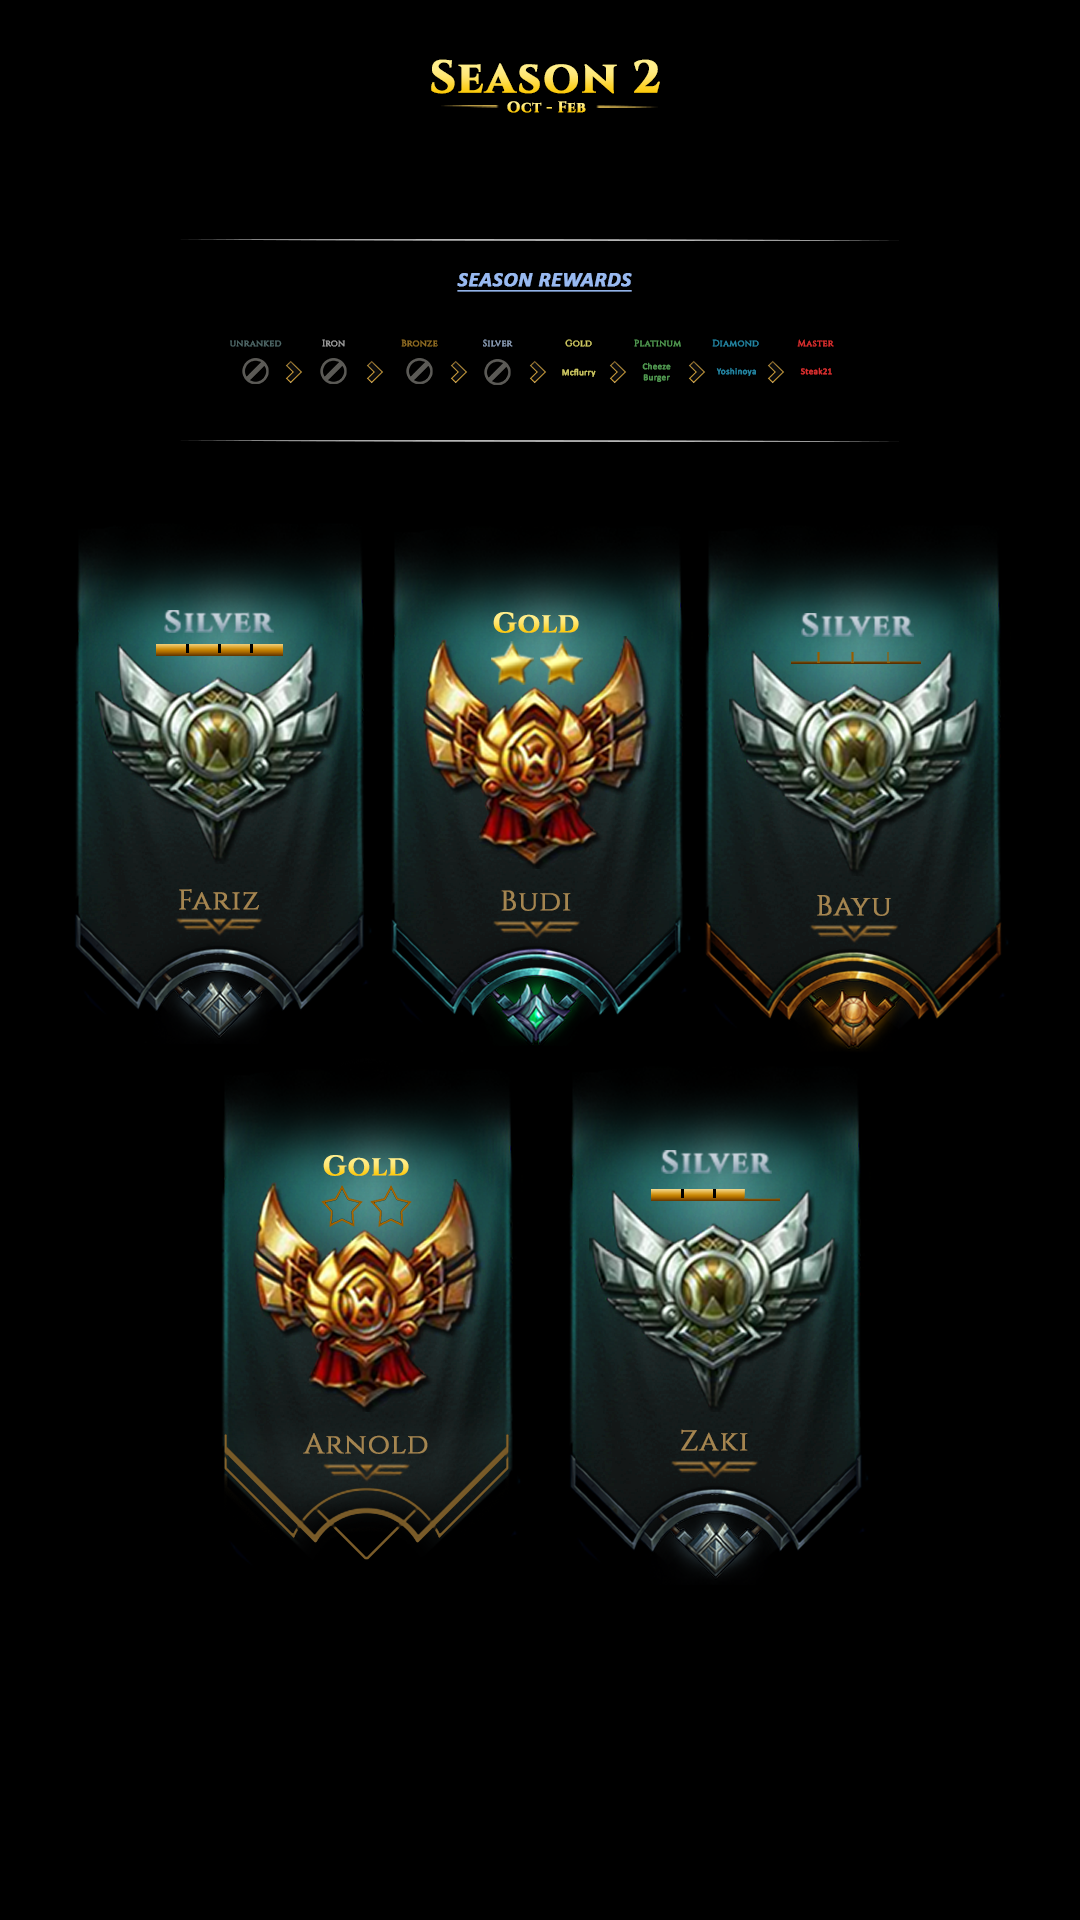 Season 2
Oct - Feb
SEASON REWARDS
Unranked Iron Bronze Silver Gold Platinum Diamond Master
Mcflurry Cheeze Burger Yoshinoya Steak21
Silver Gold Silver
Fariz Budi Bayu
Gold Silver
Arnold Zaki